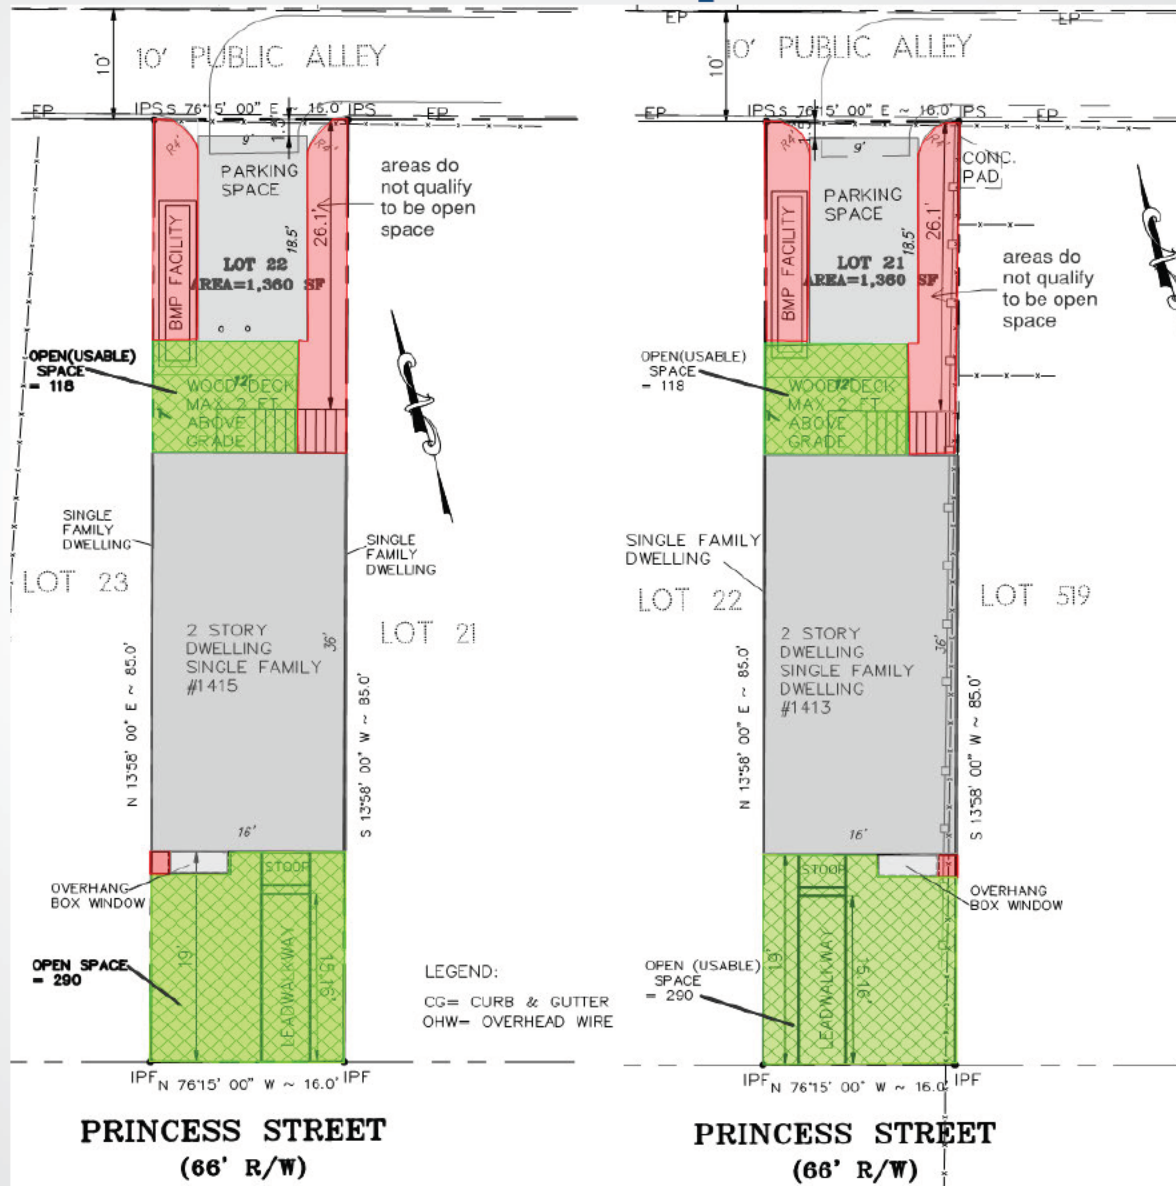 EP
10' PUBLIC ALLEY
10'
EP
IPS S 76°15' 00" E ~ 16.0' IPS
EP
R4'
9'
R4'
PARKING
SPACE
18.5'
26.1'
areas do
not qualify
to be open
space
BMP FACILITY
LOT 22
AREA=1,360 SF
OPEN(USABLE)
SPACE
= 118
WOOD DECK
12'
MAX 2 FT
ABOVE
GRADE
7'
SINGLE
FAMILY
DWELLING
SINGLE
FAMILY
DWELLING
LOT 23
LOT 21
2 STORY
DWELLING
SINGLE FAMILY
#1415
36'
N 13°58' 00" E ~ 85.0'
S 13°58' 00" W ~ 85.0'
16'
STOOP
OVERHANG
BOX WINDOW
OPEN SPACE
= 290
19'
LEADWALKWAY
15.16'
LEGEND:
CG= CURB & GUTTER
OHW= OVERHEAD WIRE
IPF N 76°15' 00" W ~ 16.0' IPF
PRINCESS STREET
(66' R/W)
EP
10' PUBLIC ALLEY
10'
EP
IPS S 76°15' 00" E ~ 16.0' IPS
EP
R4'
9'
R4'
CONC.
PAD
PARKING
SPACE
18.5'
26.1'
BMP FACILITY
LOT 21
AREA=1,360 SF
areas do
not qualify
to be open
space
OPEN(USABLE)
SPACE
= 118
WOOD DECK
12'
MAX 2 FT
ABOVE
GRADE
7'
SINGLE FAMILY
DWELLING
LOT 22
LOT 519
2 STORY
DWELLING
SINGLE FAMILY
DWELLING
#1413
36'
N 13°58' 00" E ~ 85.0'
S 13°58' 00" W ~ 85.0'
16'
STOOP
OVERHANG
BOX WINDOW
OPEN (USABLE)
SPACE
= 290
19'
LEADWALKWAY
15.16'
IPF N 76°15' 00" W ~ 16.0' IPF
PRINCESS STREET
(66' R/W)